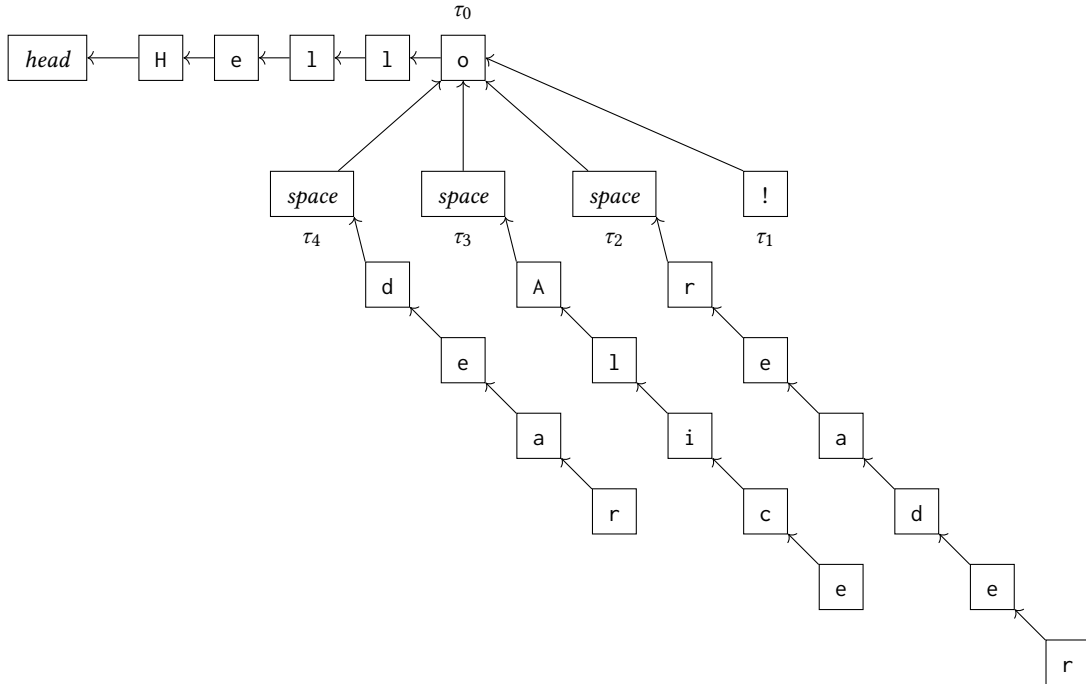 τ0
head H e l l o
space space space !
τ4 τ3 τ2 τ1
d A r
e l e
a i a
r c d
e e
r